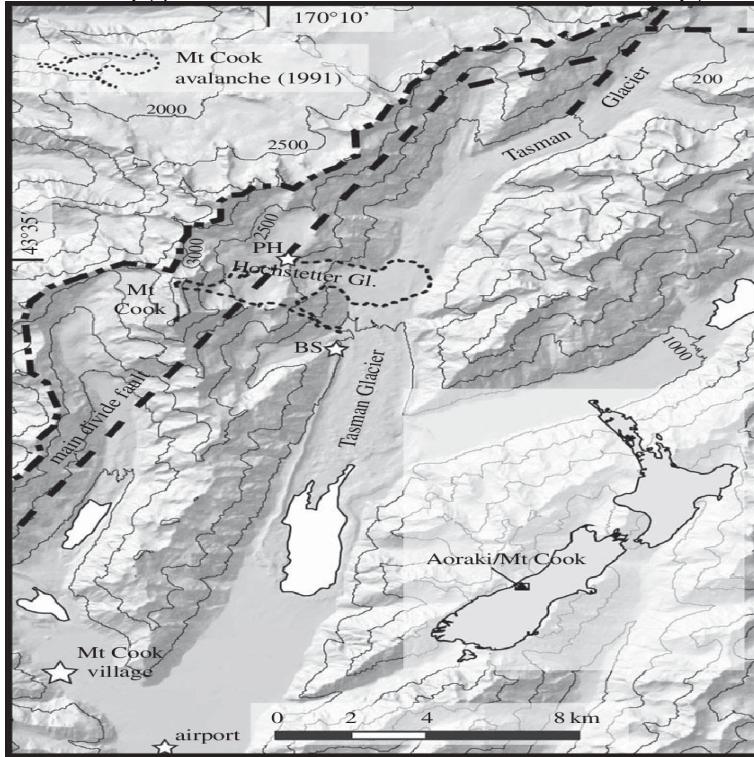 170°10'
Mt Cook
avalanche (1991)
2000
2500
200
Tasman
Glacier
43°35'
3000
2500
PH
Hochstetter Gl.
Mt
Cook
BS
1000
Tasman Glacier
main divide fault
Aoraki/Mt Cook
Mt Cook
village
airport
0 2 4 8 km